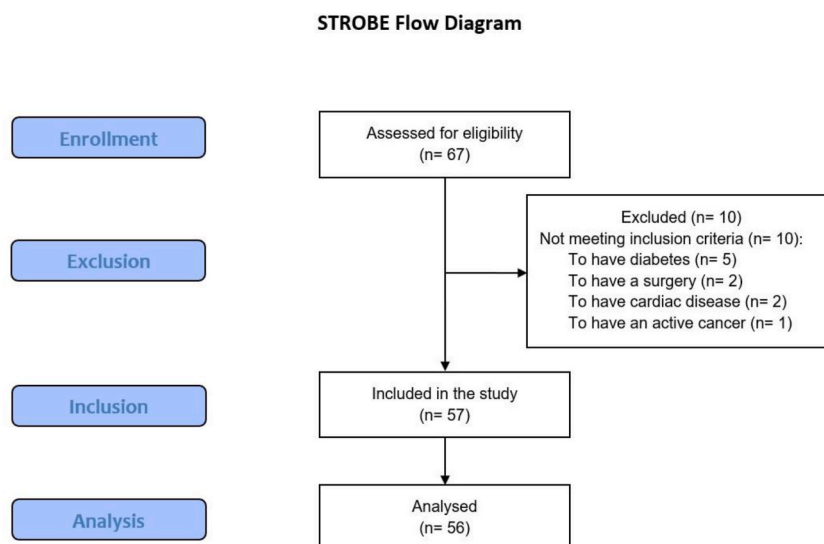 STROBE Flow Diagram
Enrollment
Assessed for eligibility
(n= 67)
Exclusion
Excluded (n= 10)
Not meeting inclusion criteria (n= 10):
To have diabetes (n= 5)
To have a surgery (n= 2)
To have cardiac disease (n= 2)
To have an active cancer (n= 1)
Inclusion
Included in the study
(n= 57)
Analysis
Analysed
(n= 56)